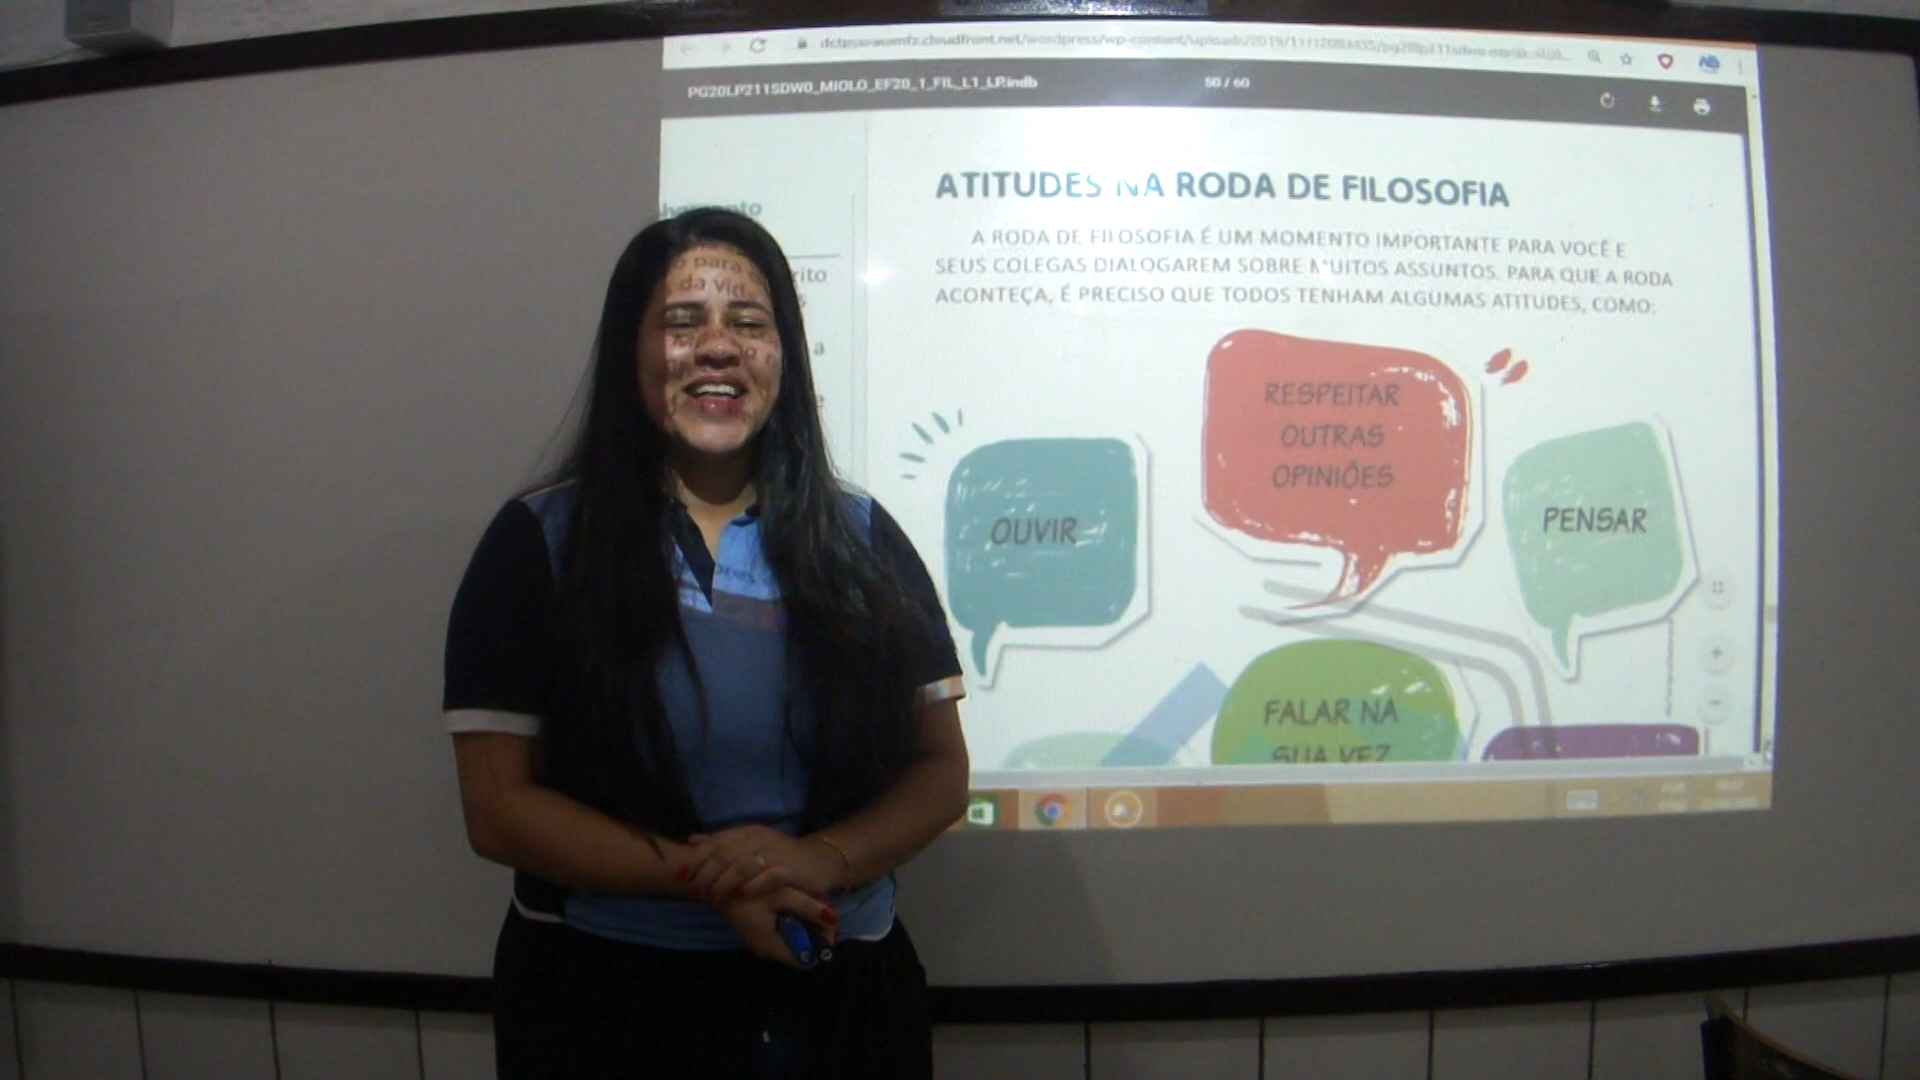 PG20LP211SDW0_MIOLO_EF20_1_FIL_L1_LP.indb
50 / 60
ATITUDES NA RODA DE FILOSOFIA
A RODA DE FILOSOFIA É UM MOMENTO IMPORTANTE PARA VOCÊ E
SEUS COLEGAS DIALOGAREM SOBRE MUITOS ASSUNTOS. PARA QUE A RODA
ACONTEÇA, É PRECISO QUE TODOS TENHAM ALGUMAS ATITUDES, COMO:
RESPEITAR
OUTRAS
OPINIÕES
OUVIR
PENSAR
FALAR NA
SUA VEZ